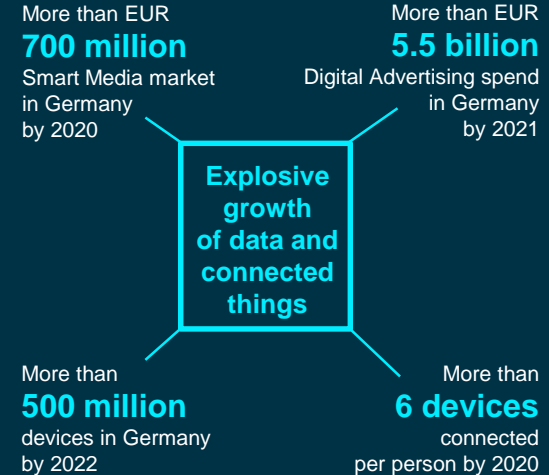 More than EUR
700 million
Smart Media market
in Germany
by 2020
More than EUR
5.5 billion
Digital Advertising spend
in Germany
by 2021
Explosive
growth
of data and
connected
things
More than
500 million
devices in Germany
by 2022
More than
6 devices
connected
per person by 2020